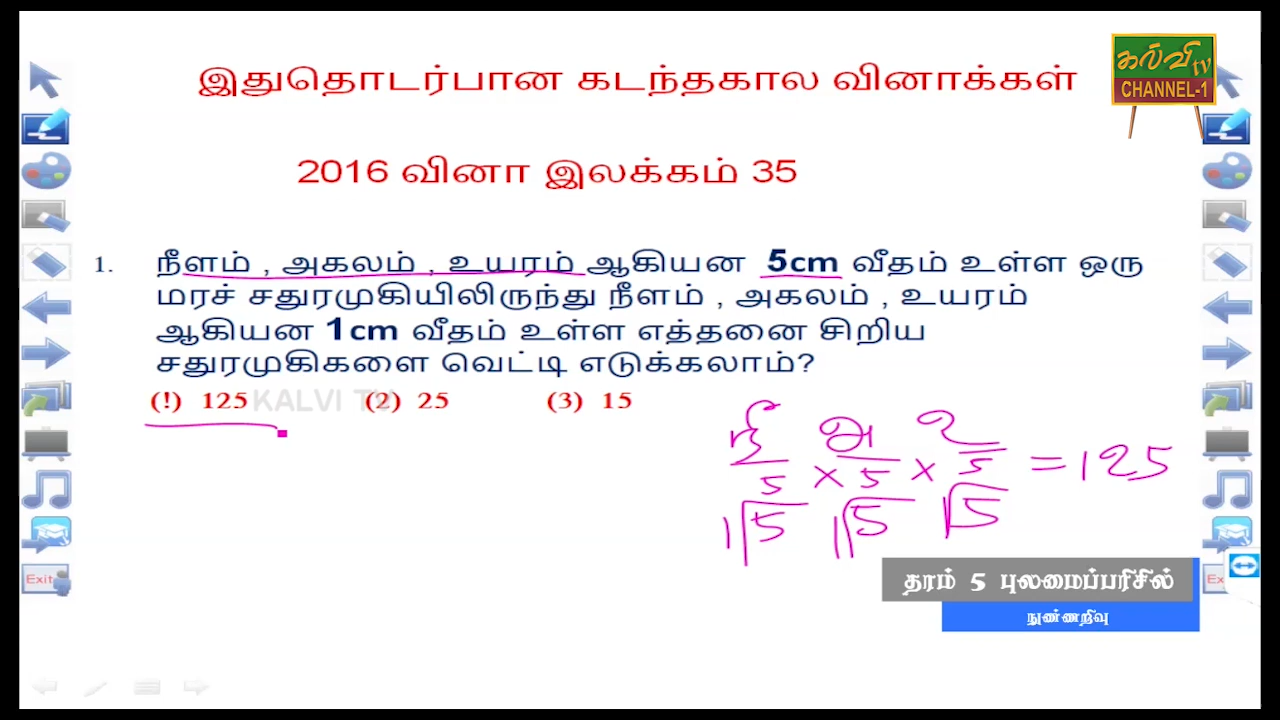 இதுதொடர்பான கடந்தகால வினாக்கள்
கல்வி tv
CHANNEL-1
2016 வினா இலக்கம் 35
1. நீளம் , அகலம் , உயரம் ஆகியன 5cm வீதம் உள்ள ஒரு
மரச் சதுரமுகியிலிருந்து நீளம் , அகலம் , உயரம்
ஆகியன 1cm வீதம் உள்ள எத்தனை சிறிய
சதுரமுகிகளை வெட்டி எடுக்கலாம்?
(!) 125 (2) 25 (3) 15
KALVI TV
நீ அ உ
5 × 5 × 5 = 125
1 5 1 5 1 5
தரம் 5 புலமைப்பரிசில்
நுண்ணறிவு
Exit